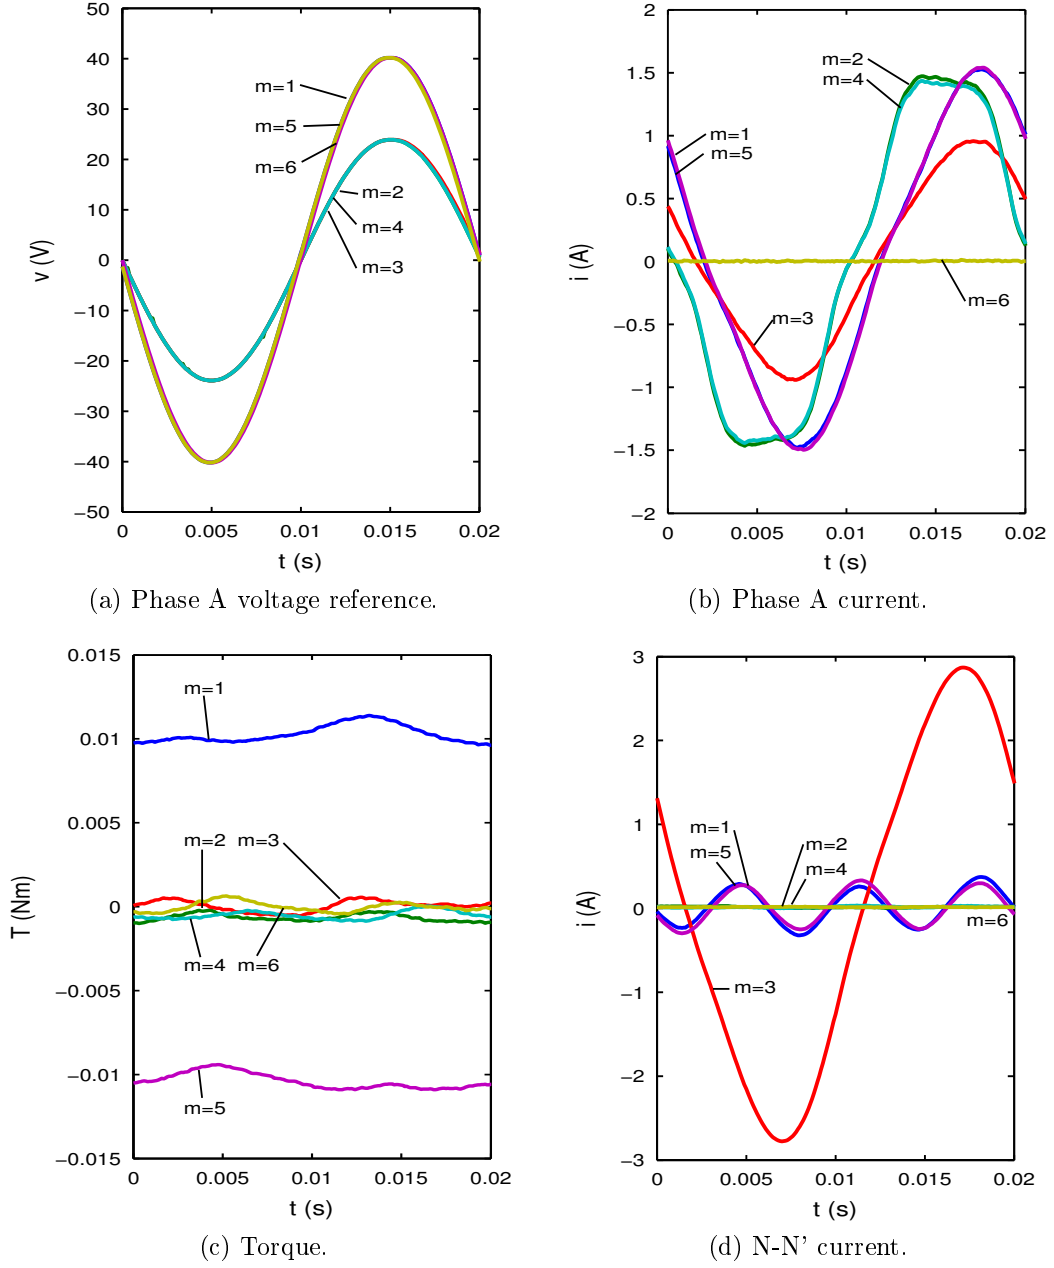 50
40
30
20
10
0
−10
−20
−30
−40
−50
v (V)
m=1
m=5
m=6
m=2
m=4
m=3
0
0.005
0.01
0.015
0.02
t (s)
(a) Phase A voltage reference.
2
1.5
1
0.5
0
−0.5
−1
−1.5
−2
i (A)
m=2
m=4
m=1
m=5
m=6
m=3
0
0.005
0.01
0.015
0.02
t (s)
(b) Phase A current.
0.015
0.01
0.005
0
−0.005
−0.01
−0.015
T (Nm)
m=1
m=2
m=3
m=4
m=6
m=5
0
0.005
0.01
0.015
0.02
t (s)
(c) Torque.
3
2
1
0
−1
−2
−3
i (A)
m=1
m=5
m=2
m=4
m=6
m=3
0
0.005
0.01
0.015
0.02
t (s)
(d) N-N' current.